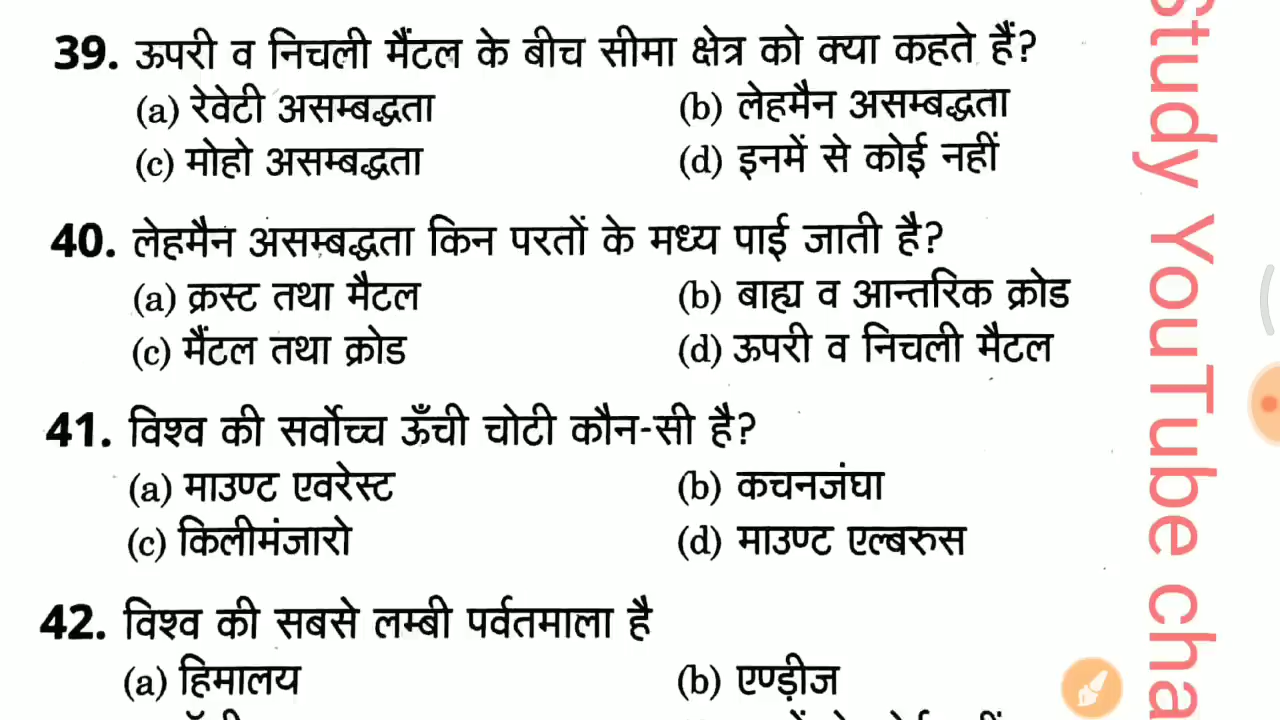 39. ऊपरी व निचली मैंटल के बीच सीमा क्षेत्र को क्या कहते हैं?
(a) रेवेटी असम्बद्धता (b) लेहमैन असम्बद्धता
(c) मोहो असम्बद्धता (d) इनमें से कोई नहीं
40. लेहमैन असम्बद्धता किन परतों के मध्य पाई जाती है?
(a) क्रस्ट तथा मैटल (b) बाह्य व आन्तरिक क्रोड
(c) मैंटल तथा क्रोड (d) ऊपरी व निचली मैटल
41. विश्व की सर्वोच्च ऊँची चोटी कौन-सी है?
(a) माउण्ट एवरेस्ट (b) कचनजंघा
(c) किलीमंजारो (d) माउण्ट एल्बरुस
42. विश्व की सबसे लम्बी पर्वतमाला है
(a) हिमालय (b) एण्ड़ीज
Study YouTube cha